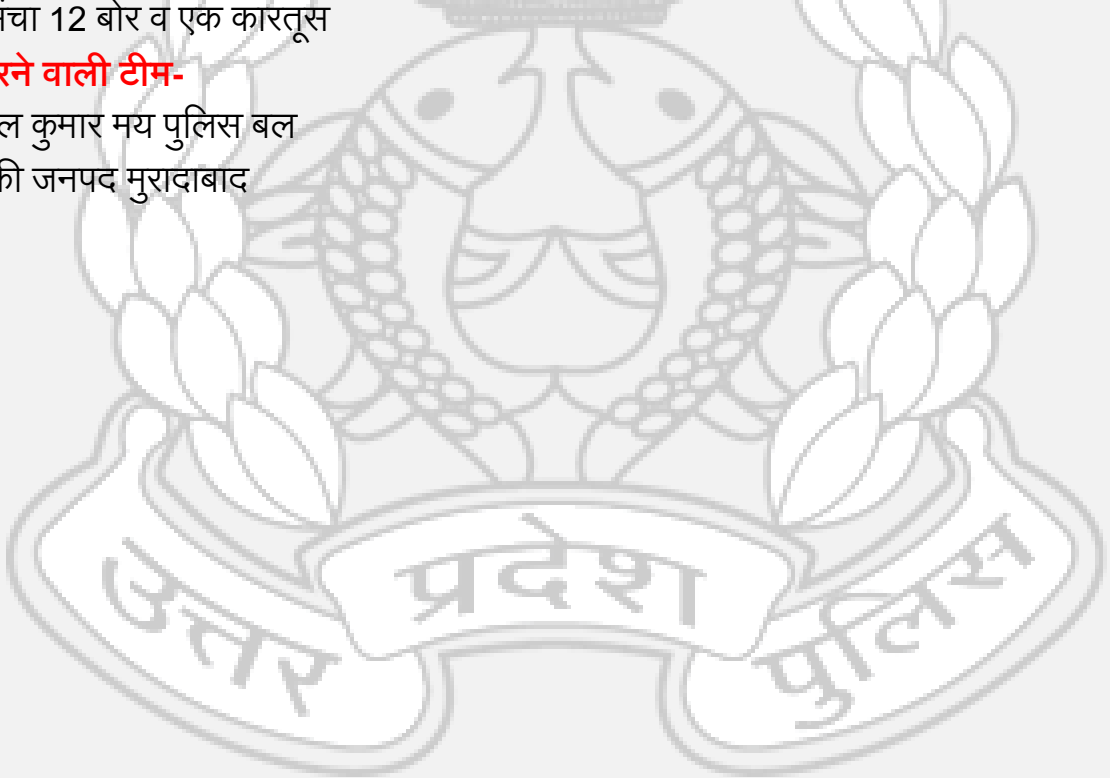 मंचा 12 बोर व एक कारतूस
रने वाली टीम-
ल कुमार मय पुलिस बल
की जनपद मुरादाबाद
उत्तर प्रदेश पुलिस